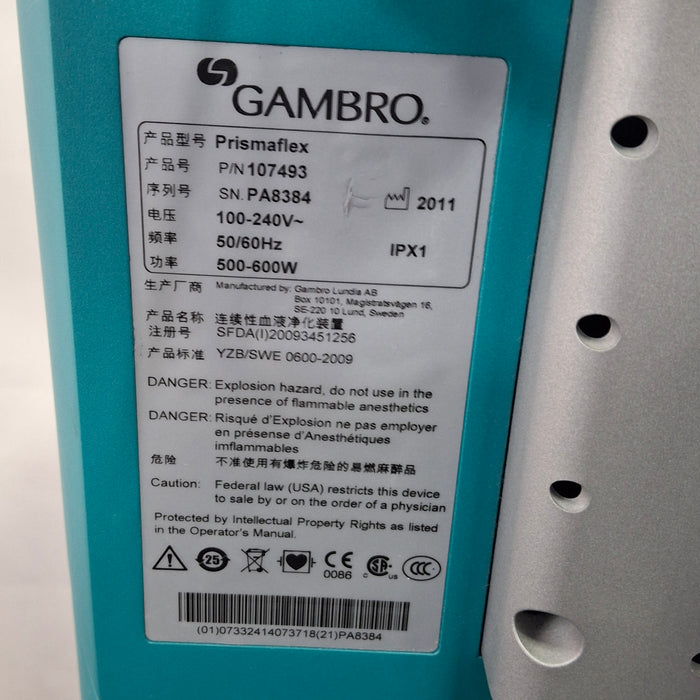 GAMBRO®
产品型号 Prismaflex
产品号 P/N 107493
序列号 SN. PA8384 2011
电压 100-240V~
频率 50/60Hz IPX1
功率 500-600W
生产厂商 Manufactured by: Gambro Lundia AB
Box 10101, Magistratsvägen 16,
SE-220 10 Lund, Sweden
产品名称 连续性血液净化装置
注册号 SFDA(I)20093451256
产品标准 YZB/SWE 0600-2009
DANGER: Explosion hazard, do not use in the
presence of flammable anesthetics
DANGER: Risqué d'Explosion ne pas employer
en présense d'Anesthétiques
imflammables
危险 不准使用有爆炸危险的易燃麻醉品
Caution: Federal law (USA) restricts this device
to sale by or on the order of a physician
Protected by Intellectual Property Rights as listed
in the Operator's Manual.
25 CE 0086 C SA US CCC
(01)07332414073718(21)PA8384